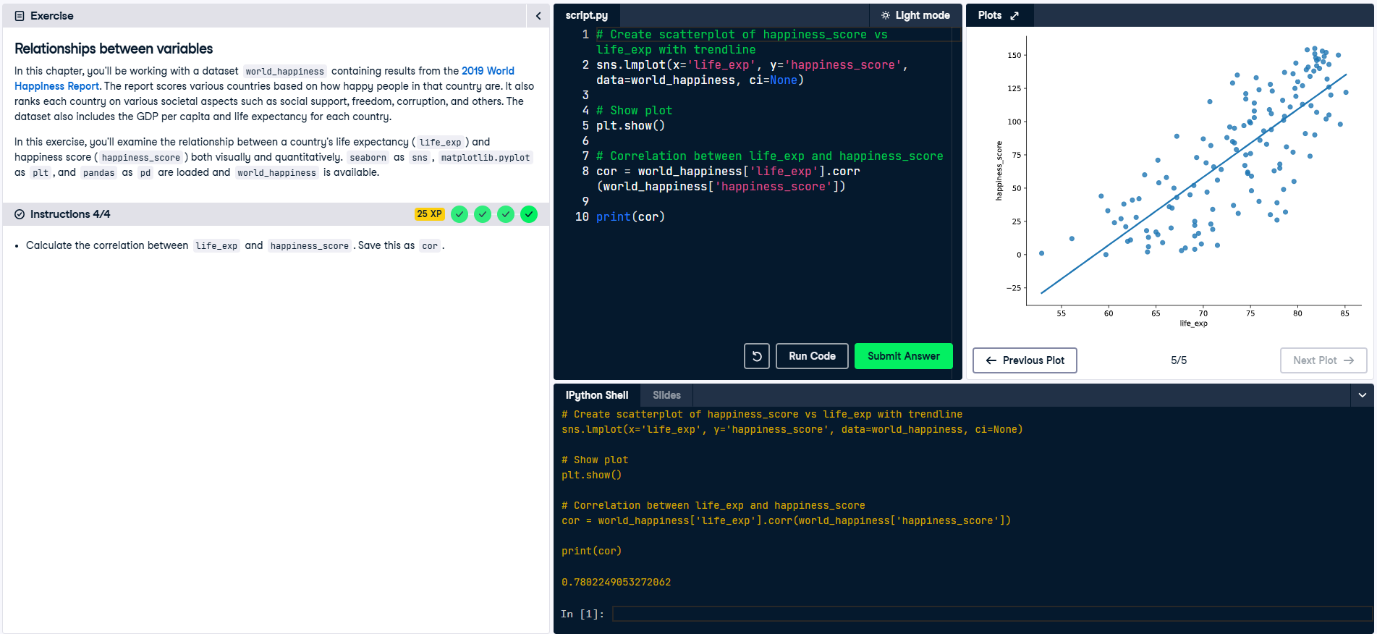 Exercise
Relationships between variables
In this chapter, you'll be working with a dataset world_happiness containing results from the 2019 World
Happiness Report. The report scores various countries based on how happy people in that country are. It also
ranks each country on various societal aspects such as social support, freedom, corruption, and others. The
dataset also includes the GDP per capita and life expectancy for each country.
In this exercise, you'll examine the relationship between a country's life expectancy ( life_exp ) and
happiness score ( happiness_score ) both visually and quantitatively. seaborn as sns , matplotlib.pyplot
as plt , and pandas as pd are loaded and world_happiness is available.
Instructions 4/4
25 XP
• Calculate the correlation between life_exp and happiness_score . Save this as cor .
script.py
Light mode
1 # Create scatterplot of happiness_score vs
life_exp with trendline
2 sns.lmplot(x='life_exp', y='happiness_score',
data=world_happiness, ci=None)
3
4 # Show plot
5 plt.show()
6
7 # Correlation between life_exp and happiness_score
8 cor = world_happiness['life_exp'].corr
(world_happiness['happiness_score'])
9
10 print(cor)
Run Code
Submit Answer
Plots
150
125
100
75
50
25
0
−25
happiness_score
55 60 65 70 75 80 85
life_exp
← Previous Plot
5/5
Next Plot →
IPython Shell
Slides
# Create scatterplot of happiness_score vs life_exp with trendline
sns.lmplot(x='life_exp', y='happiness_score', data=world_happiness, ci=None)
# Show plot
plt.show()
# Correlation between life_exp and happiness_score
cor = world_happiness['life_exp'].corr(world_happiness['happiness_score'])
print(cor)
0.7802249053272062
In [1]: